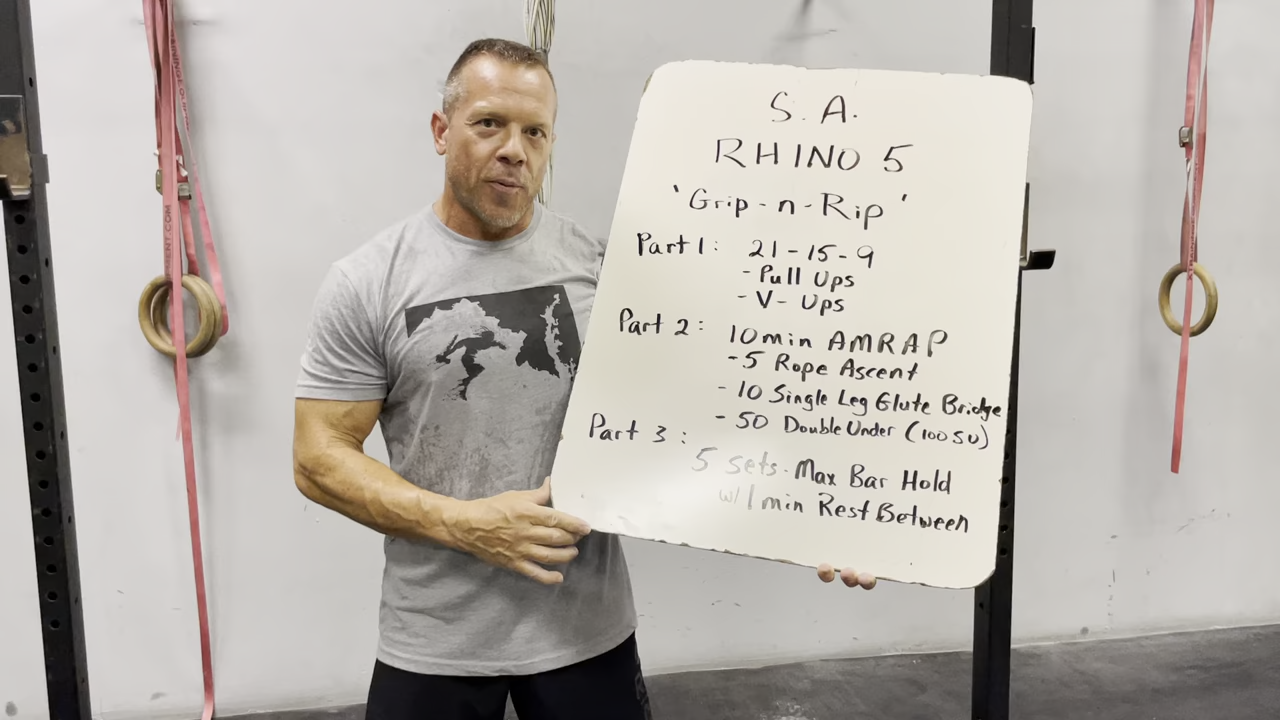 S. A.
RHINO 5
'Grip-n-Rip'
Part 1: 21-15-9
- Pull Ups
- V-Ups
Part 2: 10min AMRAP
-5 Rope Ascent
- 10 Single Leg Glute Bridge
- 50 Double Under (100 SU)
Part 3:
5 sets. Max Bar Hold
w/ 1 min Rest Between